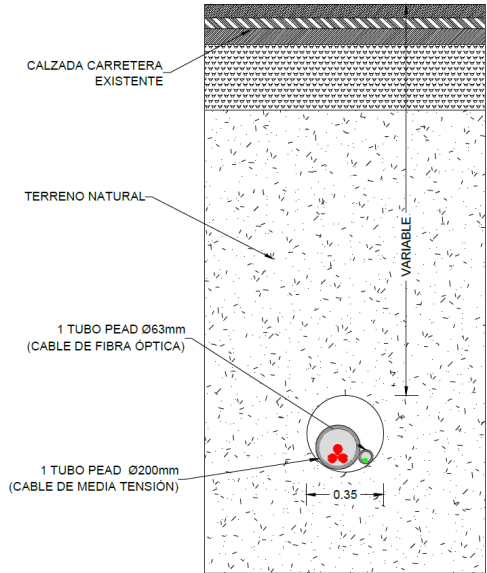 CALZADA CARRETERA
EXISTENTE
TERRENO NATURAL
VARIABLE
1 TUBO PEAD Ø63mm
(CABLE DE FIBRA ÓPTICA)
1 TUBO PEAD Ø200mm
(CABLE DE MEDIA TENSIÓN)
0.35